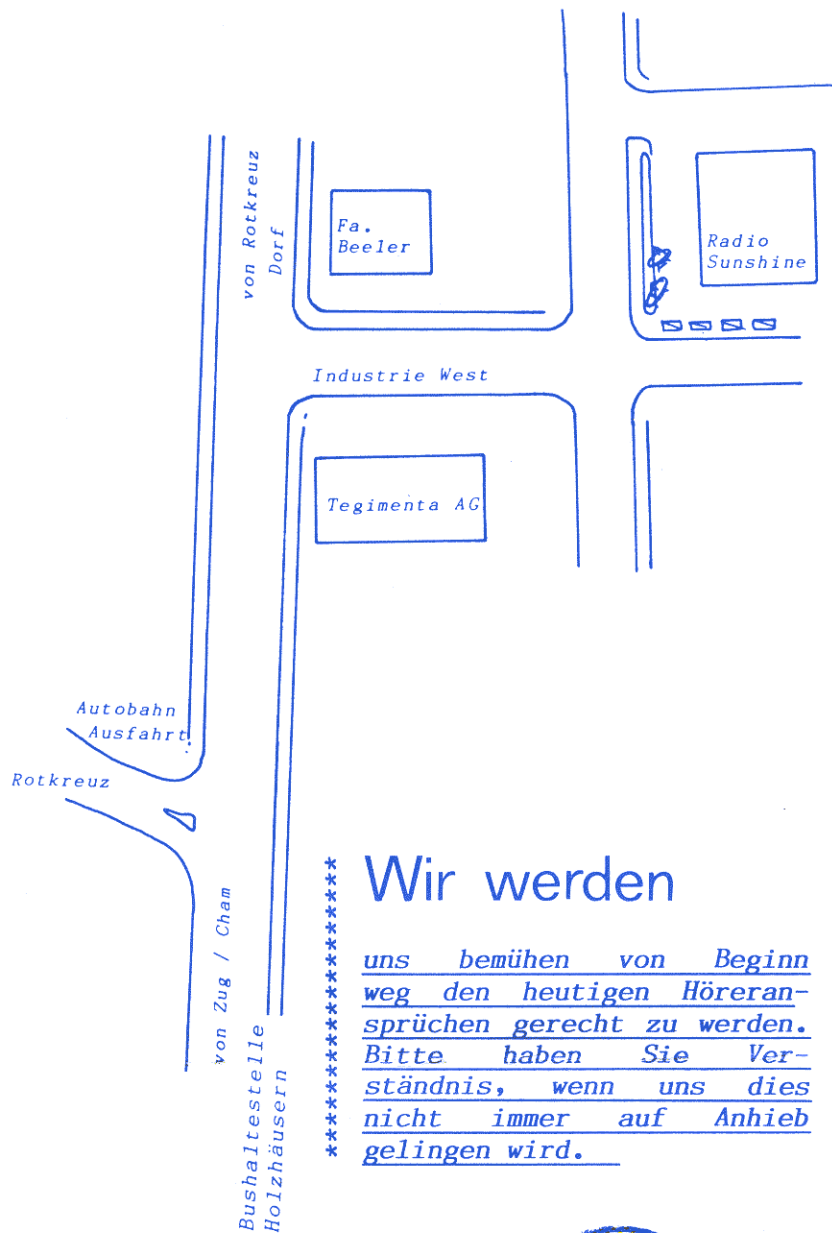 von Rotkreuz
Dorf
Fa.
Beeler
Radio
Sunshine
Industrie West
Tegimenta AG
Autobahn
Ausfahrt
Rotkreuz
von Zug / Cham
Bushaltestelle
Holzhäusern
*********************
Wir werden
uns bemühen von Beginn
weg den heutigen Höreran-
sprüchen gerecht zu werden.
Bitte haben Sie Ver-
ständnis, wenn uns dies
nicht immer auf Anhieb
gelingen wird.